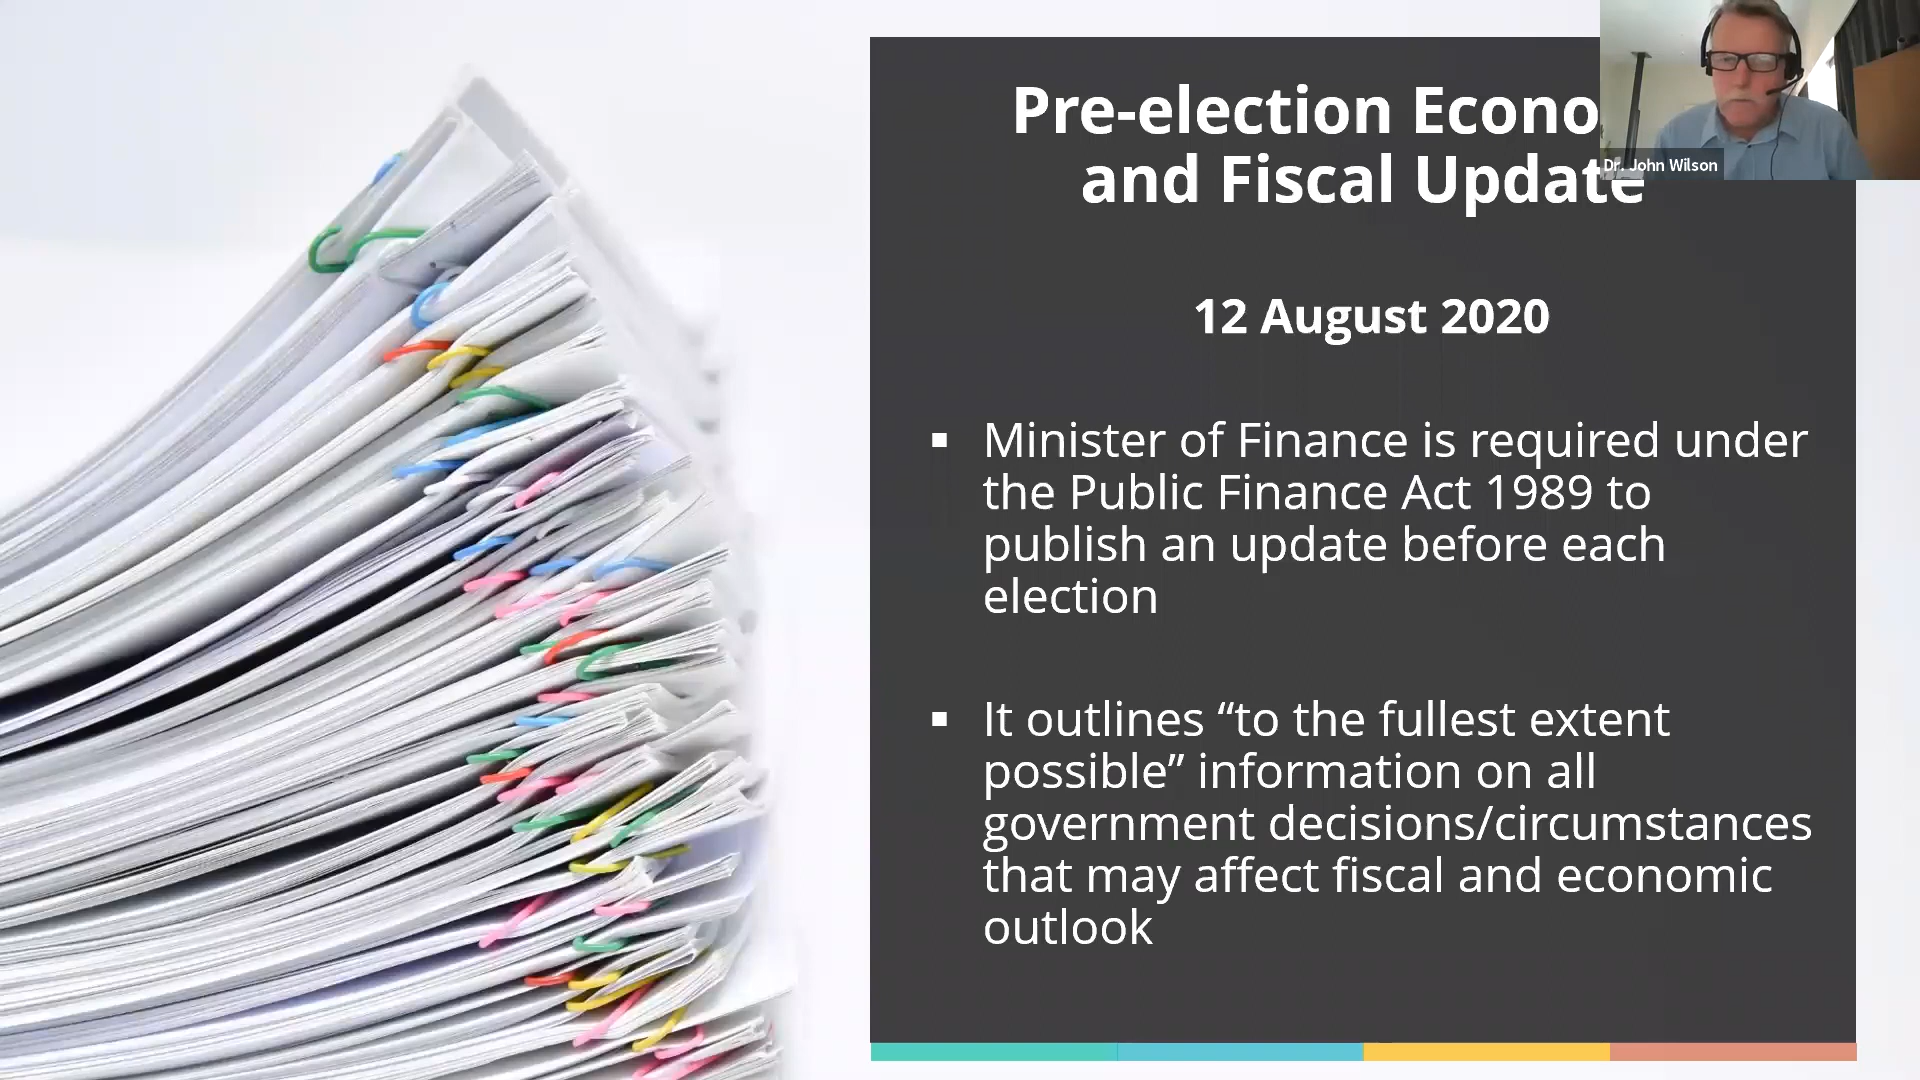 Pre-election Econo
and Fiscal Update
Dr. John Wilson
12 August 2020
▪ Minister of Finance is required under
the Public Finance Act 1989 to
publish an update before each
election
▪ It outlines “to the fullest extent
possible” information on all
government decisions/circumstances
that may affect fiscal and economic
outlook